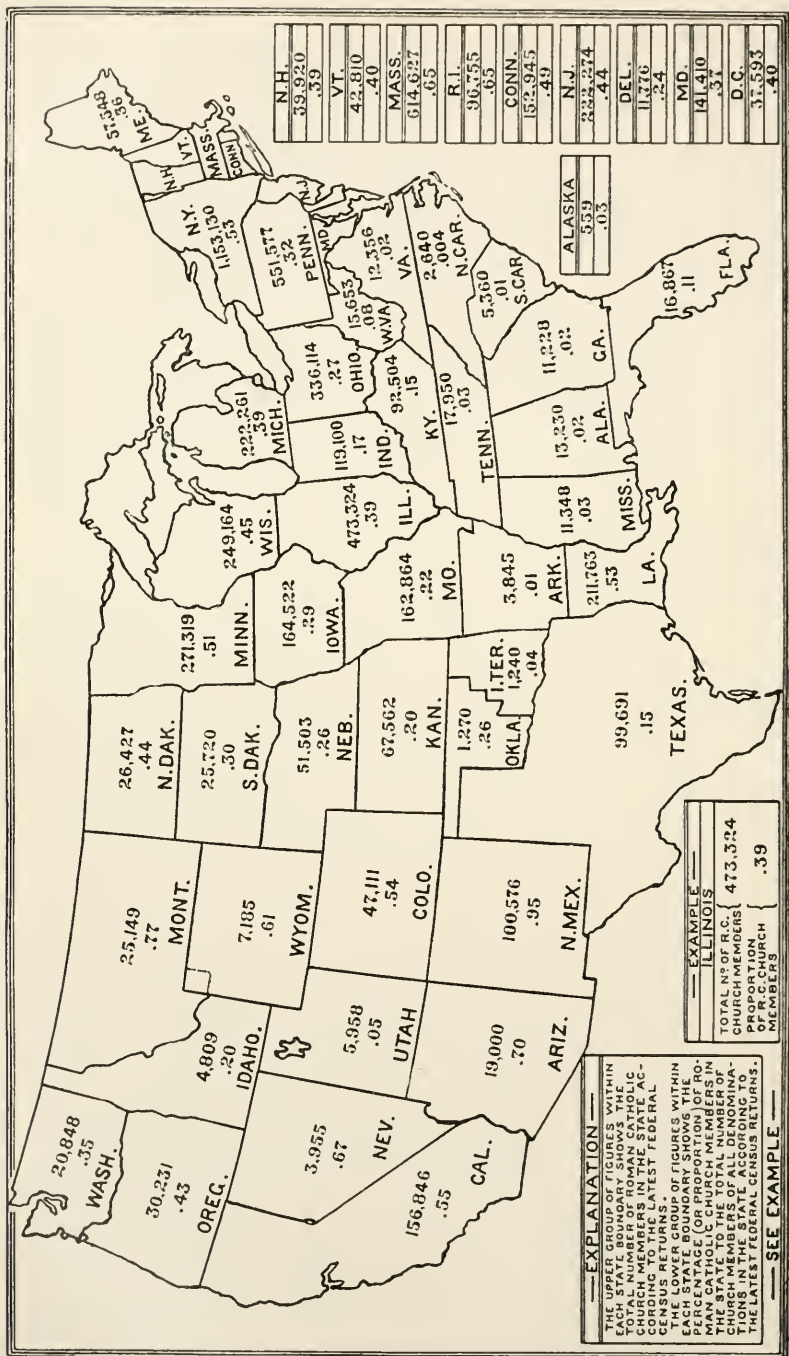 20,848
.35
WASH.
30,231
.43
OREG.
156,846
.55
CAL.
3,955
.67
NEV.
4,809
.20
IDAHO.
25,149
.77
MONT.
7,185
.61
WYOM.
5,958
.05
UTAH
47,111
.54
COLO.
19,000
.70
ARIZ.
100,576
.95
N.MEX.
26,427
.44
N.DAK.
25,720
.30
S.DAK.
51,503
.26
NEB.
67,562
.20
KAN.
1,270
.26
OKLA.
I.TER.
1,240
.04
99,691
.15
TEXAS.
271,319
.51
MINN.
164,522
.29
IOWA.
162,864
.22
MO.
3,845
.01
ARK.
211,763
.53
LA.
249,164
.45
WIS.
473,324
.39
ILL.
222,261
.39
MICH.
119,100
.17
IND.
336,114
.27
OHIO.
92,504
.15
KY.
17,950
.03
TENN.
11,348
.03
MISS.
13,230
.02
ALA.
11,228
.02
GA.
16,867
.11
FLA.
5,360
.01
S.CAR.
2,640
.004
N.CAR.
12,356
.02
VA.
15,653
.08
W.VA.
MD.
551,577
.32
PENN.
N.J.
N.Y.
1,153,130
.53
N.H.
VT.
MASS.
CONN.
57,548
.36
ME.
N.H.
39,920
.39
VT.
42,810
.40
MASS.
614,627
.65
R.I.
96,755
.65
CONN.
152,945
.49
N.J.
222,274
.44
DEL.
11,776
.24
MD.
141,410
.37
D.C.
37,593
.40
ALASKA
559
.03
— EXPLANATION —
THE UPPER GROUP OF FIGURES WITHIN
EACH STATE BOUNDARY SHOWS THE
TOTAL NUMBER OF ROMAN CATHOLIC
CHURCH MEMBERS IN THE STATE AC-
CORDING TO THE LATEST FEDERAL
CENSUS RETURNS.
THE LOWER GROUP OF FIGURES WITHIN
EACH STATE BOUNDARY SHOWS THE
PERCENTAGE (OR PROPORTION) OF RO-
MAN CATHOLIC CHURCH MEMBERS IN
THE STATE TO THE TOTAL NUMBER OF
CHURCH MEMBERS OF ALL DENOMINA-
TIONS IN THE STATE ACCORDING TO
THE LATEST FEDERAL CENSUS RETURNS.
— SEE EXAMPLE —
— EXAMPLE —
ILLINOIS
TOTAL Nº OF R.C. CHURCH MEMBERS { 473,324
PROPORTION OF R.C. CHURCH MEMBERS { .39